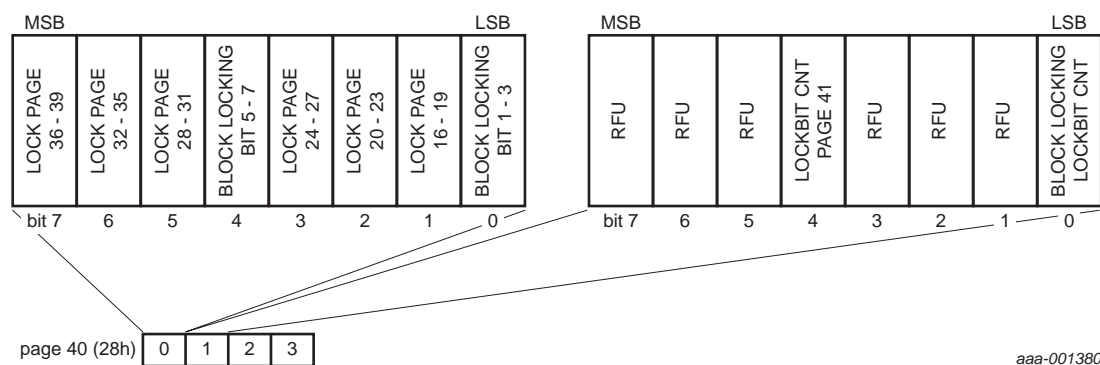 MSB
LSB
LOCK PAGE
36 - 39
LOCK PAGE
32 - 35
LOCK PAGE
28 - 31
BLOCK LOCKING
BIT 5 - 7
LOCK PAGE
24 - 27
LOCK PAGE
20 - 23
LOCK PAGE
16 - 19
BLOCK LOCKING
BIT 1 - 3
bit 7 6 5 4 3 2 1 0
MSB
LSB
RFU
RFU
RFU
LOCKBIT CNT
PAGE 41
RFU
RFU
RFU
BLOCK LOCKING
LOCKBIT CNT
bit 7 6 5 4 3 2 1 0
page 40 (28h) 0 1 2 3
aaa-001380